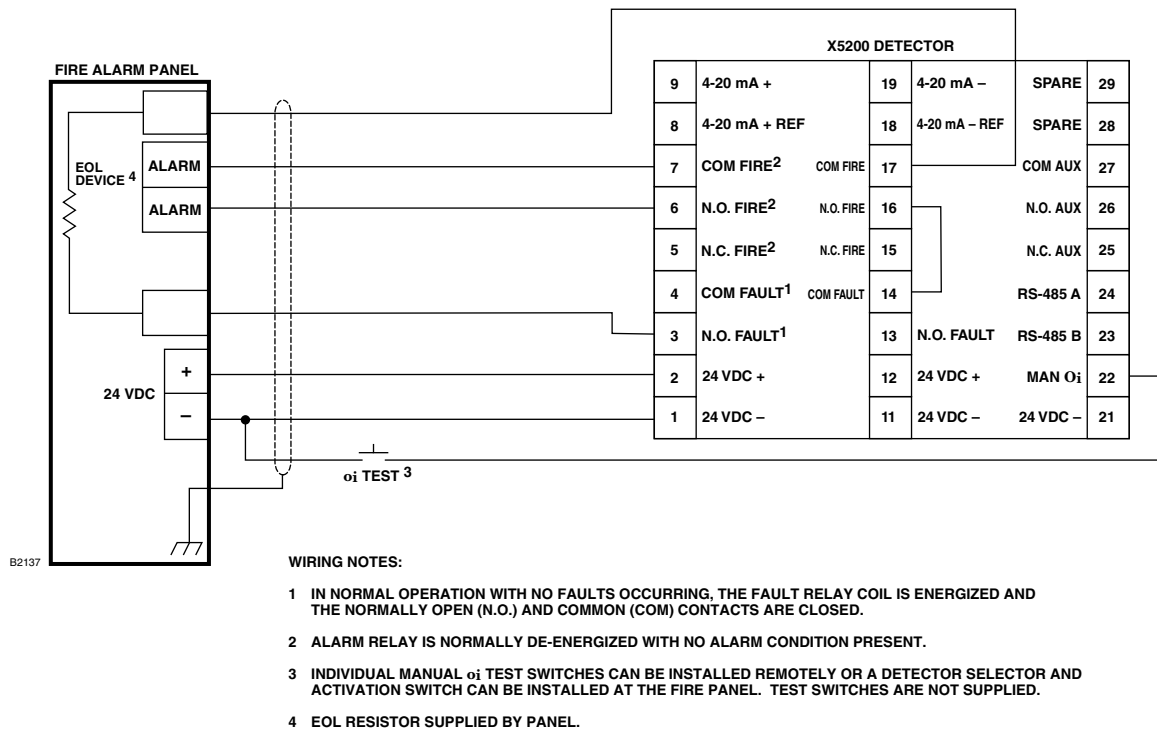 X5200 DETECTOR
FIRE ALARM PANEL
EOL
DEVICE 4
ALARM
ALARM
24 VDC
+
–
oi TEST 3
9 4-20 mA + 19 4-20 mA – SPARE 29
8 4-20 mA + REF 18 4-20 mA – REF SPARE 28
7 COM FIRE2 COM FIRE 17 COM AUX 27
6 N.O. FIRE2 N.O. FIRE 16 N.O. AUX 26
5 N.C. FIRE2 N.C. FIRE 15 N.C. AUX 25
4 COM FAULT1 COM FAULT 14 RS-485 A 24
3 N.O. FAULT1 13 N.O. FAULT RS-485 B 23
2 24 VDC + 12 24 VDC + MAN Oi 22
1 24 VDC – 11 24 VDC – 24 VDC – 21
B2137
WIRING NOTES:
1 IN NORMAL OPERATION WITH NO FAULTS OCCURRING, THE FAULT RELAY COIL IS ENERGIZED AND
THE NORMALLY OPEN (N.O.) AND COMMON (COM) CONTACTS ARE CLOSED.
2 ALARM RELAY IS NORMALLY DE-ENERGIZED WITH NO ALARM CONDITION PRESENT.
3 INDIVIDUAL MANUAL oi TEST SWITCHES CAN BE INSTALLED REMOTELY OR A DETECTOR SELECTOR AND
ACTIVATION SWITCH CAN BE INSTALLED AT THE FIRE PANEL. TEST SWITCHES ARE NOT SUPPLIED.
4 EOL RESISTOR SUPPLIED BY PANEL.